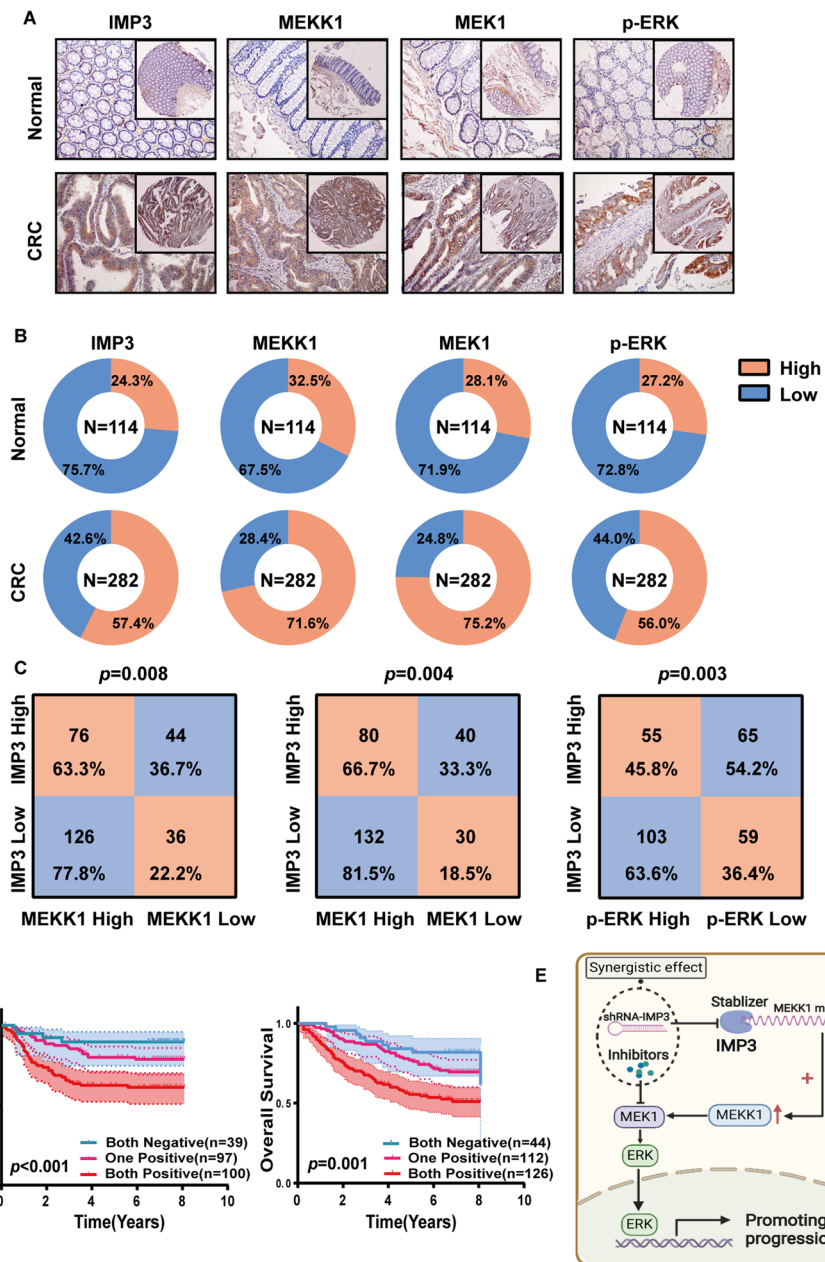 A
IMP3 MEKK1 MEK1 p-ERK
Normal
CRC
B
IMP3 MEKK1 MEK1 p-ERK
High
Low
Normal
24.3% 32.5% 28.1% 27.2%
N=114 N=114 N=114 N=114
75.7% 67.5% 71.9% 72.8%
CRC
42.6% 28.4% 24.8% 44.0%
N=282 N=282 N=282 N=282
57.4% 71.6% 75.2% 56.0%
C
p=0.008 p=0.004 p=0.003
IMP3 High IMP3 High IMP3 High
76 44 80 40 55 65
63.3% 36.7% 66.7% 33.3% 45.8% 54.2%
IMP3 Low IMP3 Low IMP3 Low
126 36 132 30 103 59
77.8% 22.2% 81.5% 18.5% 63.6% 36.4%
MEKK1 High MEKK1 Low MEK1 High MEK1 Low p-ERK High p-ERK Low
Both Negative(n=39)
One Positive(n=97)
Both Positive(n=100)
p<0.001
0 2 4 6 8 10
Time(Years)
Overall Survival
1.0
0.5
0.0
Both Negative(n=44)
One Positive(n=112)
Both Positive(n=126)
p=0.001
0 2 4 6 8 10
Time(Years)
E
Synergistic effect
shRNA-IMP3
Stablizer
MEKK1 m
IMP3
Inhibitors
+
MEK1
MEKK1
ERK
ERK
Promoting
progressio